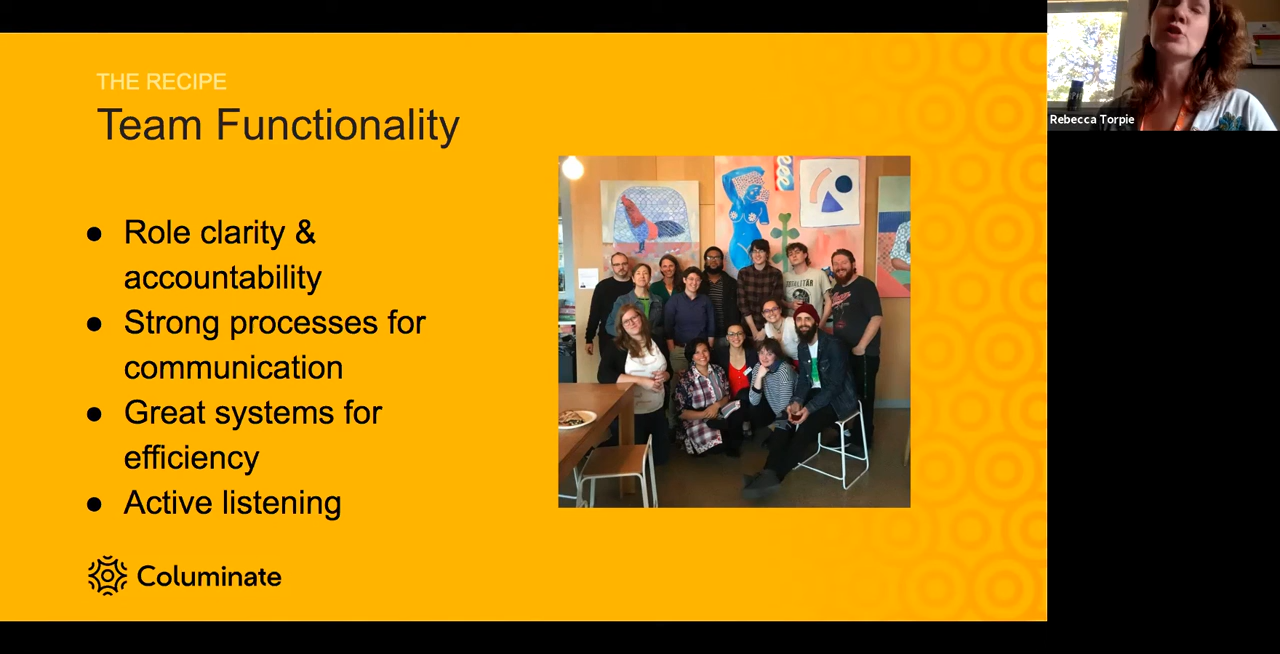 THE RECIPE
Team Functionality
● Role clarity &
accountability
● Strong processes for
communication
● Great systems for
efficiency
● Active listening
Columinate
Rebecca Torpie